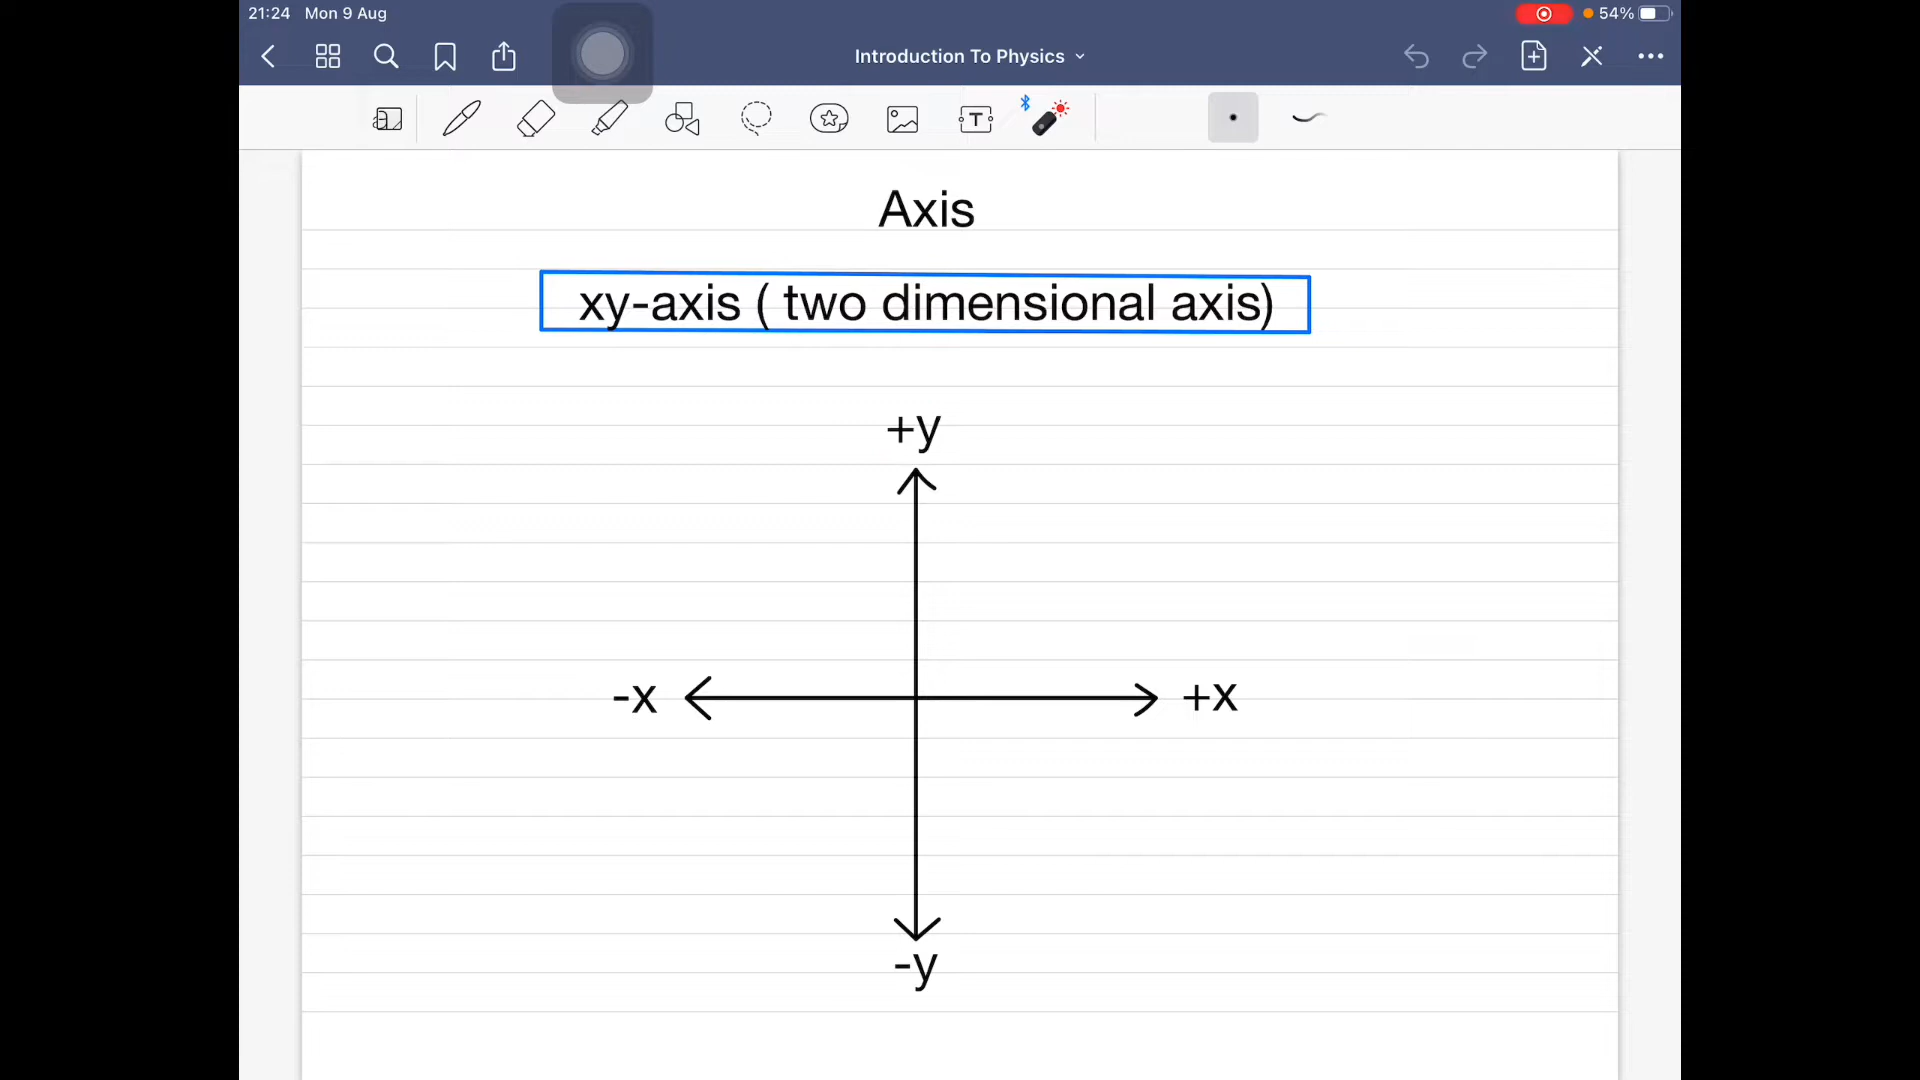 21:24 Mon 9 Aug
54%
Introduction To Physics
T
Axis
xy-axis ( two dimensional axis)
+y
-x
+x
-y